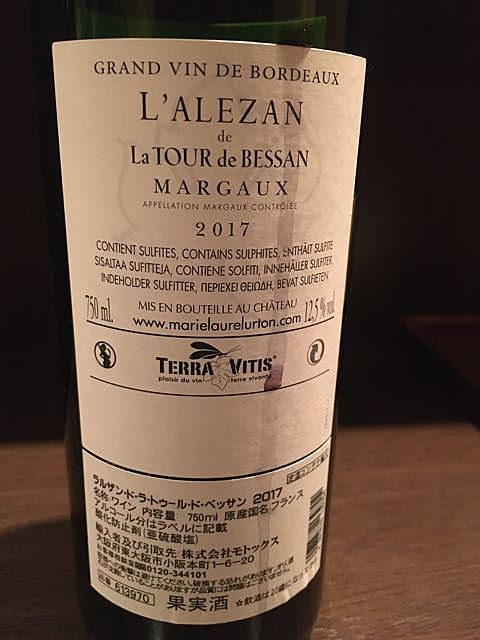 GRAND VIN DE BORDEAUX
L'ALEZAN
de
La TOUR de BESSAN
MARGAUX
APPELLATION MARGAUX CONTRÔLÉE
2017
CONTIENT SULFITES, CONTAINS SULPHITES, ENTHÄLT SULFITE
SISALTAA SUFITTEJA, CONTIENE SOLFITI, INNEHÅLLER SULFITER,
INDEHOLDER SULFITTER, ΠΕΡΙΕΧΕΙ ΘΕΙΩΔΗ, BEVAT SULFIETEN,
750 mL MIS EN BOUTEILLE AU CHÂTEAU 12,5 % vol.
www.marielaurelurton.com
TERRA VITIS®
plaisir du vin terre vivante
ラルザン・ド・ラ・トゥール・ド・ベッサン 2017
名称:ワイン 内容量 750ml 原産国名:フランス
アルコール分はラベルに記載
酸化防止剤(亜硫酸塩)
輸入者及び引取先:株式会社モトックス
大阪府東大阪市小阪本町1-6-20
0120-344101
613970 果実酒